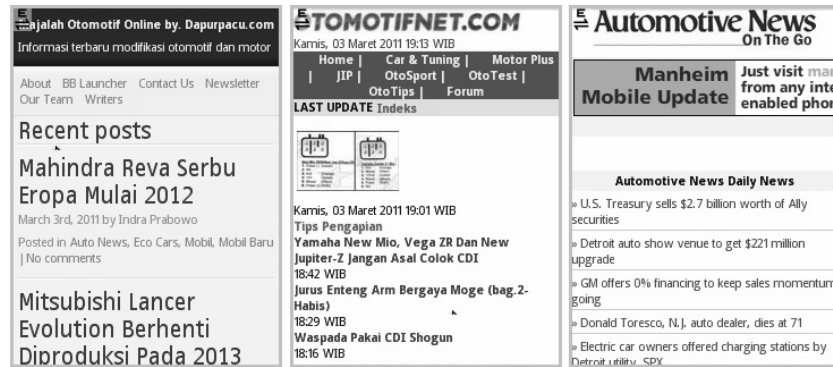 ajalah Otomotif Online by. Dapurpacu.com
Informasi terbaru modifikasi otomotif dan motor
About BB Launcher Contact Us Newsletter
Our Team Writers
Recent posts
Mahindra Reva Serbu
Eropa Mulai 2012
March 3rd, 2011 by Indra Prabowo
Posted in Auto News, Eco Cars, Mobil, Mobil Baru
| No comments
Mitsubishi Lancer
Evolution Berhenti
Diproduksi Pada 2013
TOMOTIFNET.COM
Kamis, 03 Maret 2011 19:13 WIB
Home | Car & Tuning | Motor Plus
| JIP | OtoSport | OtoTest |
OtoTips | Forum
LAST UPDATE Indeks
Kamis, 03 Maret 2011 19:01 WIB
Tips Pengapian
Yamaha New Mio, Vega ZR Dan New
Jupiter-Z Jangan Asal Colok CDI
18:42 WIB
Jurus Enteng Arm Bergaya Moge (bag.2-
Habis)
18:29 WIB
Waspada Pakai CDI Shogun
18:16 WIB
E
Automotive News
On The Go
Manheim
Mobile Update
Just visit ma
from any inte
enabled phon
Automotive News Daily News
» U.S. Treasury sells $2.7 billion worth of Ally
securities
» Detroit auto show venue to get $221 million
upgrade
» GM offers 0% financing to keep sales momentum
going
» Donald Toresco, N.J. auto dealer, dies at 71
» Electric car owners offered charging stations by
Detroit utility, SPX